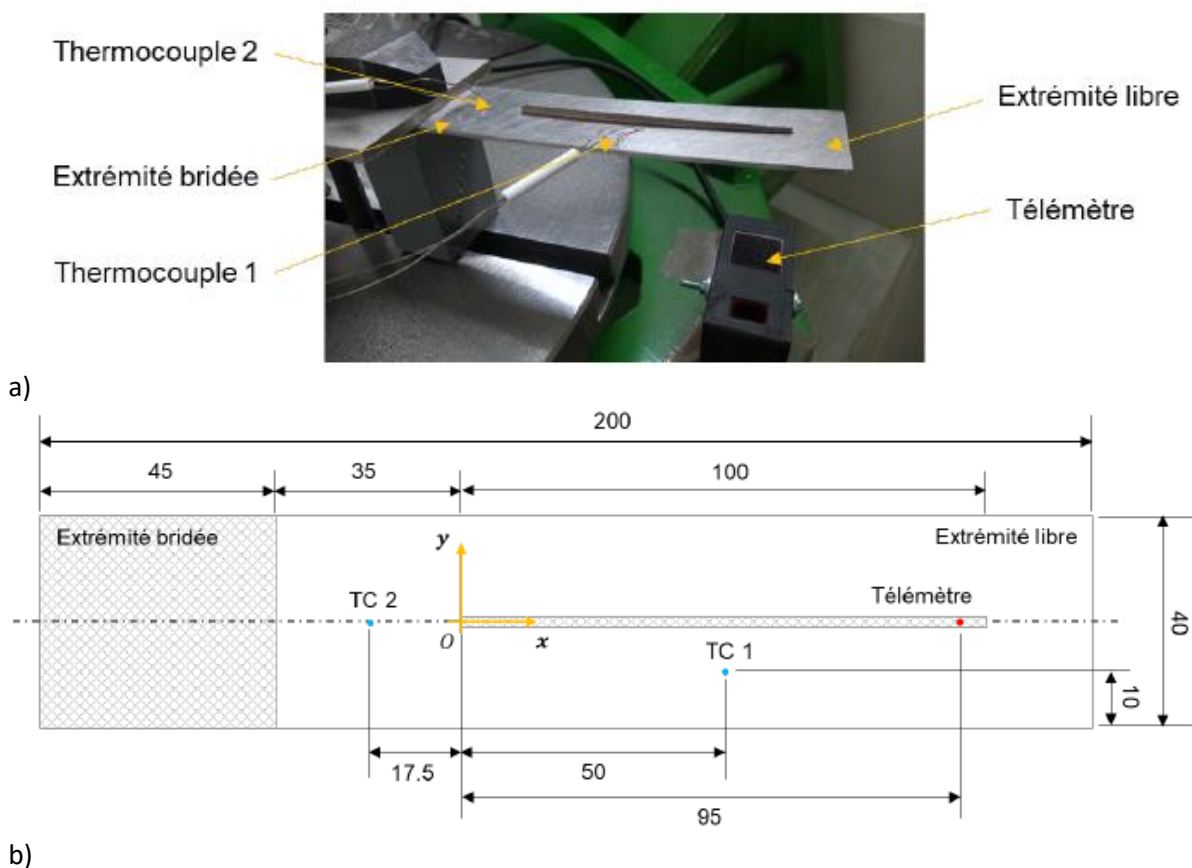 Thermocouple 2
Extrémité libre
Extrémité bridée
Télémètre
Thermocouple 1
a)
200
45 35 100
Extrémité bridée y Extrémité libre
TC 2 Télémètre
O x TC 1
40
10
17.5 50
95
b)